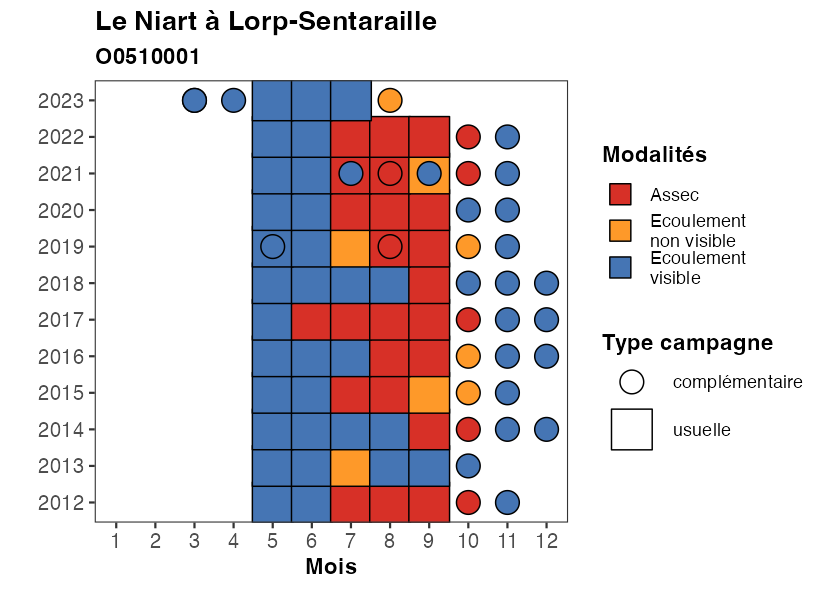 Le Niart à Lorp-Sentaraille
O0510001
2023
2022
2021
2020
2019
2018
2017
2016
2015
2014
2013
2012
1 2 3 4 5 6 7 8 9 10 11 12
Mois
Modalités
Assec
Ecoulement
non visible
Ecoulement
visible
Type campagne
complémentaire
usuelle